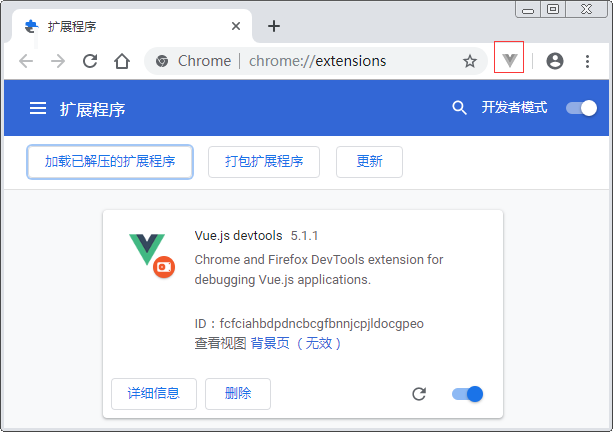 扩展程序
Chrome | chrome://extensions
扩展程序
开发者模式
加载已解压的扩展程序 打包扩展程序 更新
Vue.js devtools 5.1.1
Chrome and Firefox DevTools extension for
debugging Vue.js applications.
ID：fcfciahbdpdncbcgfbnnjcpjldocgpeo
查看视图 背景页（无效）
详细信息 删除